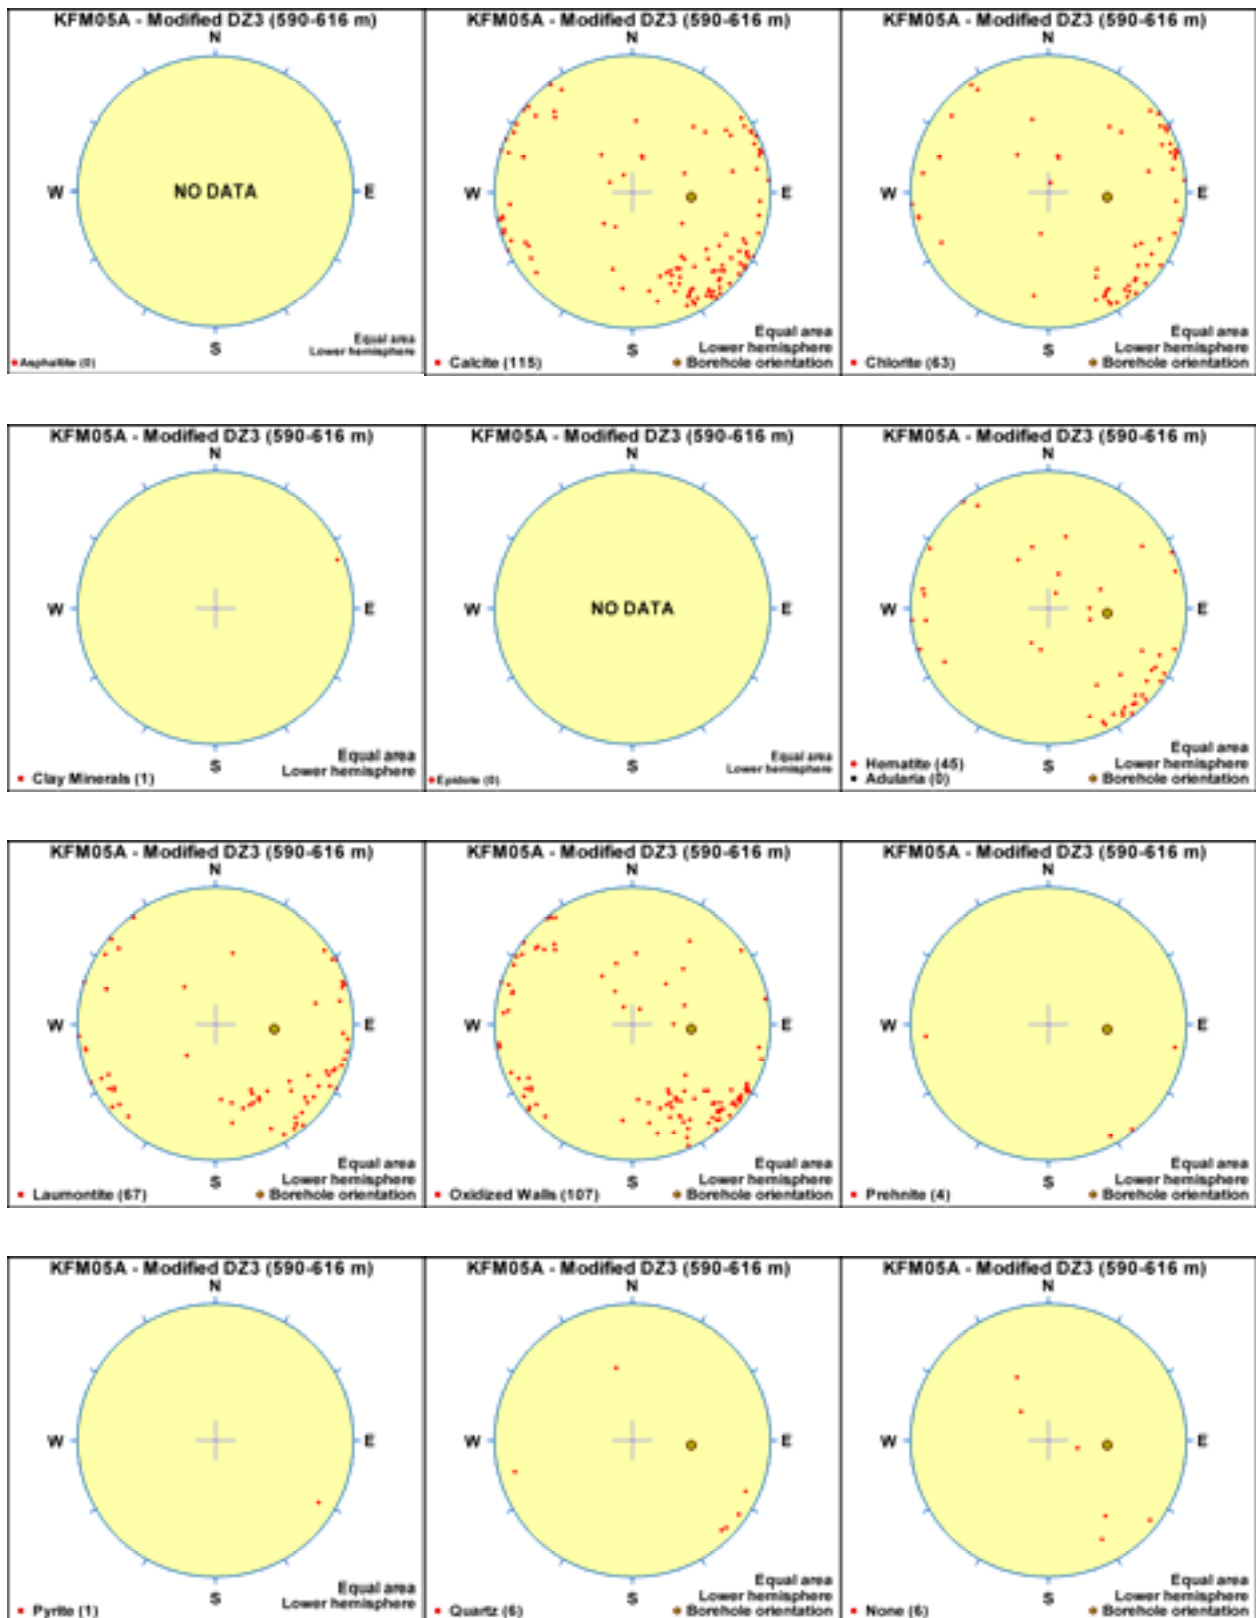 KFM05A - Modified DZ3 (590-616 m)
N
W
NO DATA
E
S
Equal area
Lower hemisphere
Asphaltite (0)
KFM05A - Modified DZ3 (590-616 m)
N
W
E
S
Equal area
Lower hemisphere
Calcite (115)
Borehole orientation
KFM05A - Modified DZ3 (590-616 m)
N
W
E
S
Equal area
Lower hemisphere
Chlorite (63)
Borehole orientation
KFM05A - Modified DZ3 (590-616 m)
N
W
E
S
Equal area
Lower hemisphere
Clay Minerals (1)
KFM05A - Modified DZ3 (590-616 m)
N
W
NO DATA
E
S
Equal area
Lower hemisphere
Epidote (0)
KFM05A - Modified DZ3 (590-616 m)
N
W
E
S
Equal area
Hematite (45)
Lower hemisphere
Adularia (0)
Borehole orientation
KFM05A - Modified DZ3 (590-616 m)
N
W
E
S
Equal area
Lower hemisphere
Laumontite (67)
Borehole orientation
KFM05A - Modified DZ3 (590-616 m)
N
W
E
S
Equal area
Lower hemisphere
Oxidized Walls (107)
Borehole orientation
KFM05A - Modified DZ3 (590-616 m)
N
W
E
S
Equal area
Lower hemisphere
Prehnite (4)
Borehole orientation
KFM05A - Modified DZ3 (590-616 m)
N
W
E
S
Equal area
Lower hemisphere
Pyrite (1)
KFM05A - Modified DZ3 (590-616 m)
N
W
E
S
Equal area
Lower hemisphere
Quartz (6)
Borehole orientation
KFM05A - Modified DZ3 (590-616 m)
N
W
E
S
Equal area
Lower hemisphere
None (6)
Borehole orientation